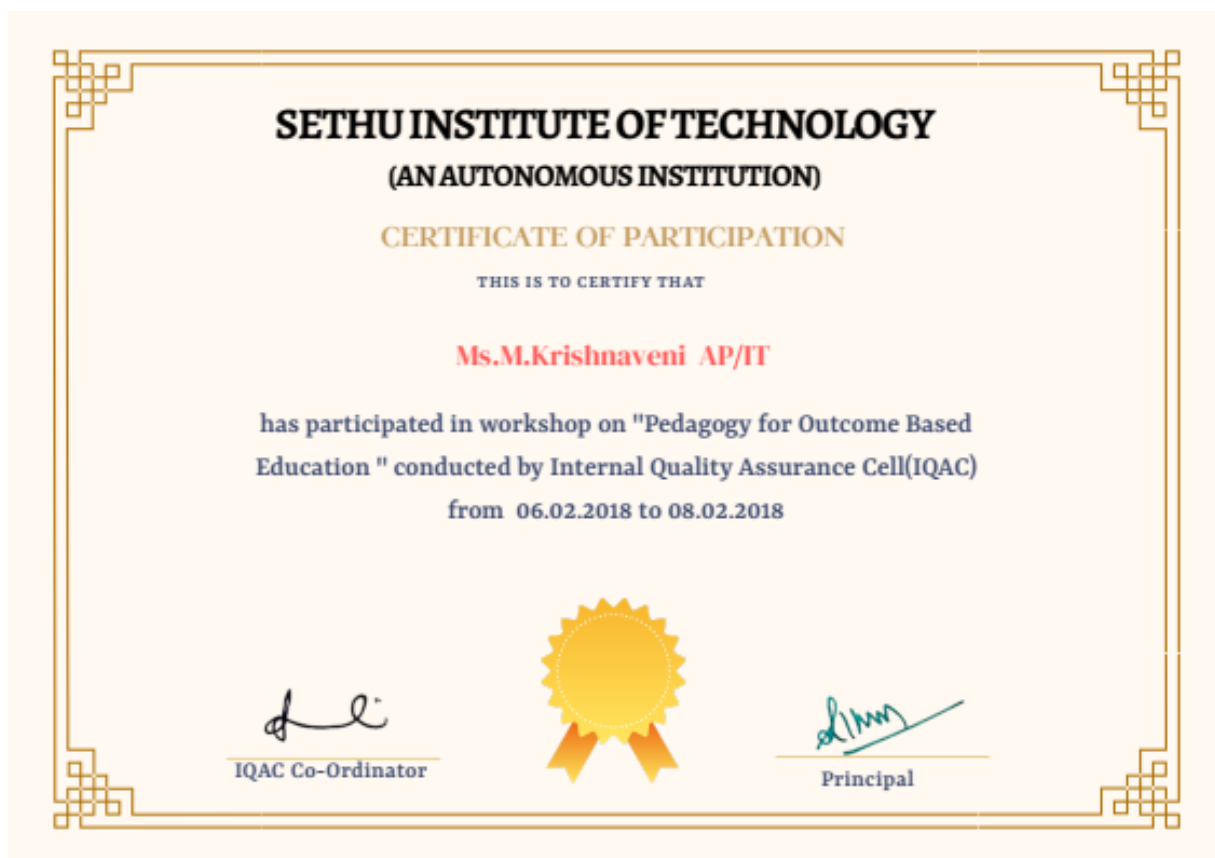 SETHU INSTITUTE OF TECHNOLOGY
(AN AUTONOMOUS INSTITUTION)
CERTIFICATE OF PARTICIPATION
THIS IS TO CERTIFY THAT
Ms.M.Krishnaveni AP/IT
has participated in workshop on "Pedagogy for Outcome Based
Education " conducted by Internal Quality Assurance Cell(IQAC)
from 06.02.2018 to 08.02.2018
IQAC Co-Ordinator
Principal